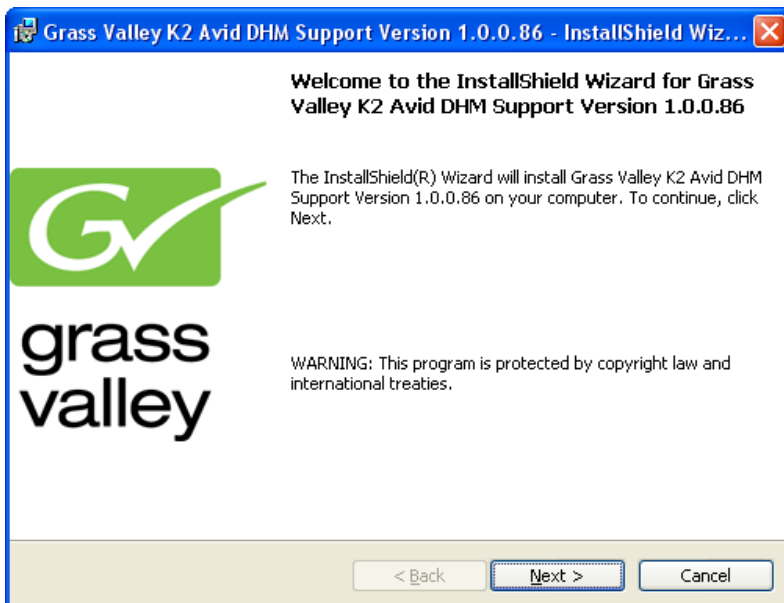 Grass Valley K2 Avid DHM Support Version 1.0.0.86 - InstallShield Wiz...
Welcome to the InstallShield Wizard for Grass
Valley K2 Avid DHM Support Version 1.0.0.86
The InstallShield(R) Wizard will install Grass Valley K2 Avid DHM
Support Version 1.0.0.86 on your computer. To continue, click
Next.
grass
valley
WARNING: This program is protected by copyright law and
international treaties.
< Back
Next >
Cancel